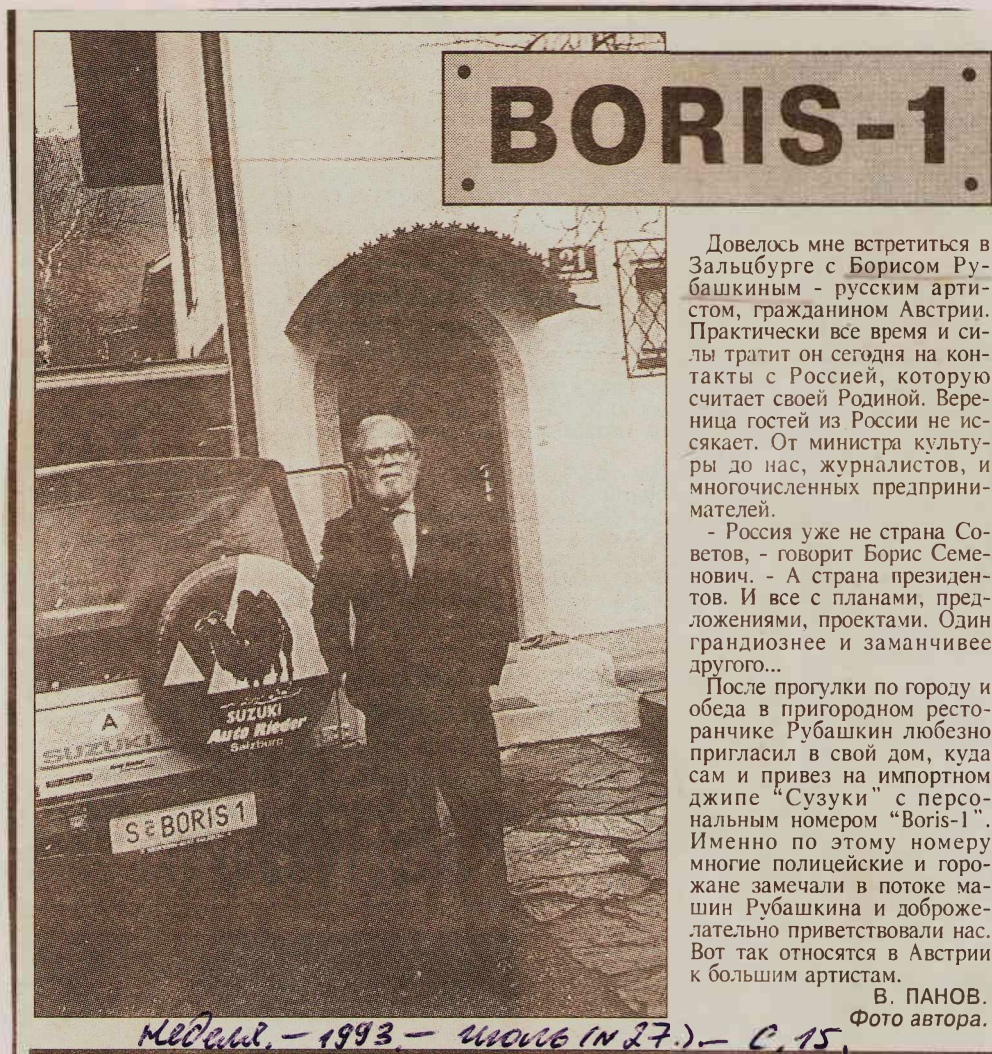 BORIS-1
21
Довелось мне встретиться в
Зальцбурге с Борисом Ру-
башкиным - русским арти-
стом, гражданином Австрии.
Практически все время и си-
лы тратит он сегодня на кон-
такты с Россией, которую
считает своей Родиной. Вере-
ница гостей из России не ис-
сякает. От министра культу-
ры до нас, журналистов, и
многочисленных предприни-
мателей.
- Россия уже не страна Со-
ветов, - говорит Борис Семе-
нович. - А страна президен-
тов. И все с планами, пред-
ложениями, проектами. Один
грандиознее и заманчивее
другого...
После прогулки по городу и
обеда в пригородном ресто-
ранчике Рубашкин любезно
пригласил в свой дом, куда
сам и привез на импортном
джипе "Сузуки" с персо-
нальным номером "Boris-1".
Именно по этому номеру
многие полицейские и горо-
жане замечали в потоке ма-
шин Рубашкина и доброже-
лательно приветствовали нас.
Вот так относятся в Австрии
к большим артистам.
В. ПАНОВ.
Фото автора.
SUZUKI
Auto Rieder
Salzburg
A
SUZUKI
S BORIS 1
Неделя. - 1993. - июль (N 27.) - С. 15.